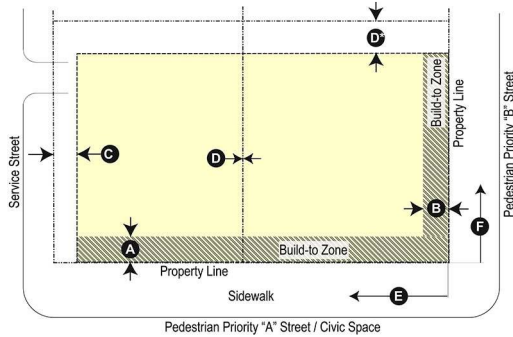 D*
Build-to Zone
Property Line
Pedestrian Priority "B" Street
Service Street
C
D
B
F
A
Build-to Zone
Property Line
Sidewalk
E
Pedestrian Priority "A" Street / Civic Space